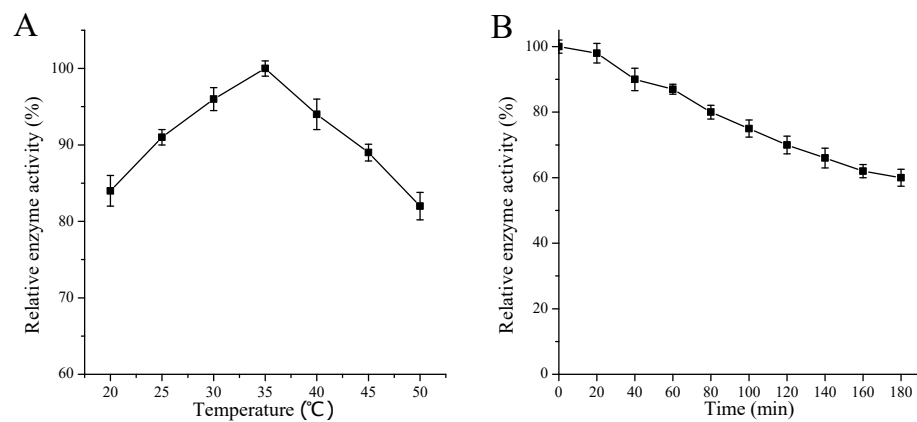 A
Relative enzyme activity (%)
100
90
80
70
60
20 25 30 35 40 45 50
Temperature (℃)
B
Relative enzyme activity (%)
100
80
60
40
20
0
0 20 40 60 80 100 120 140 160 180
Time (min)